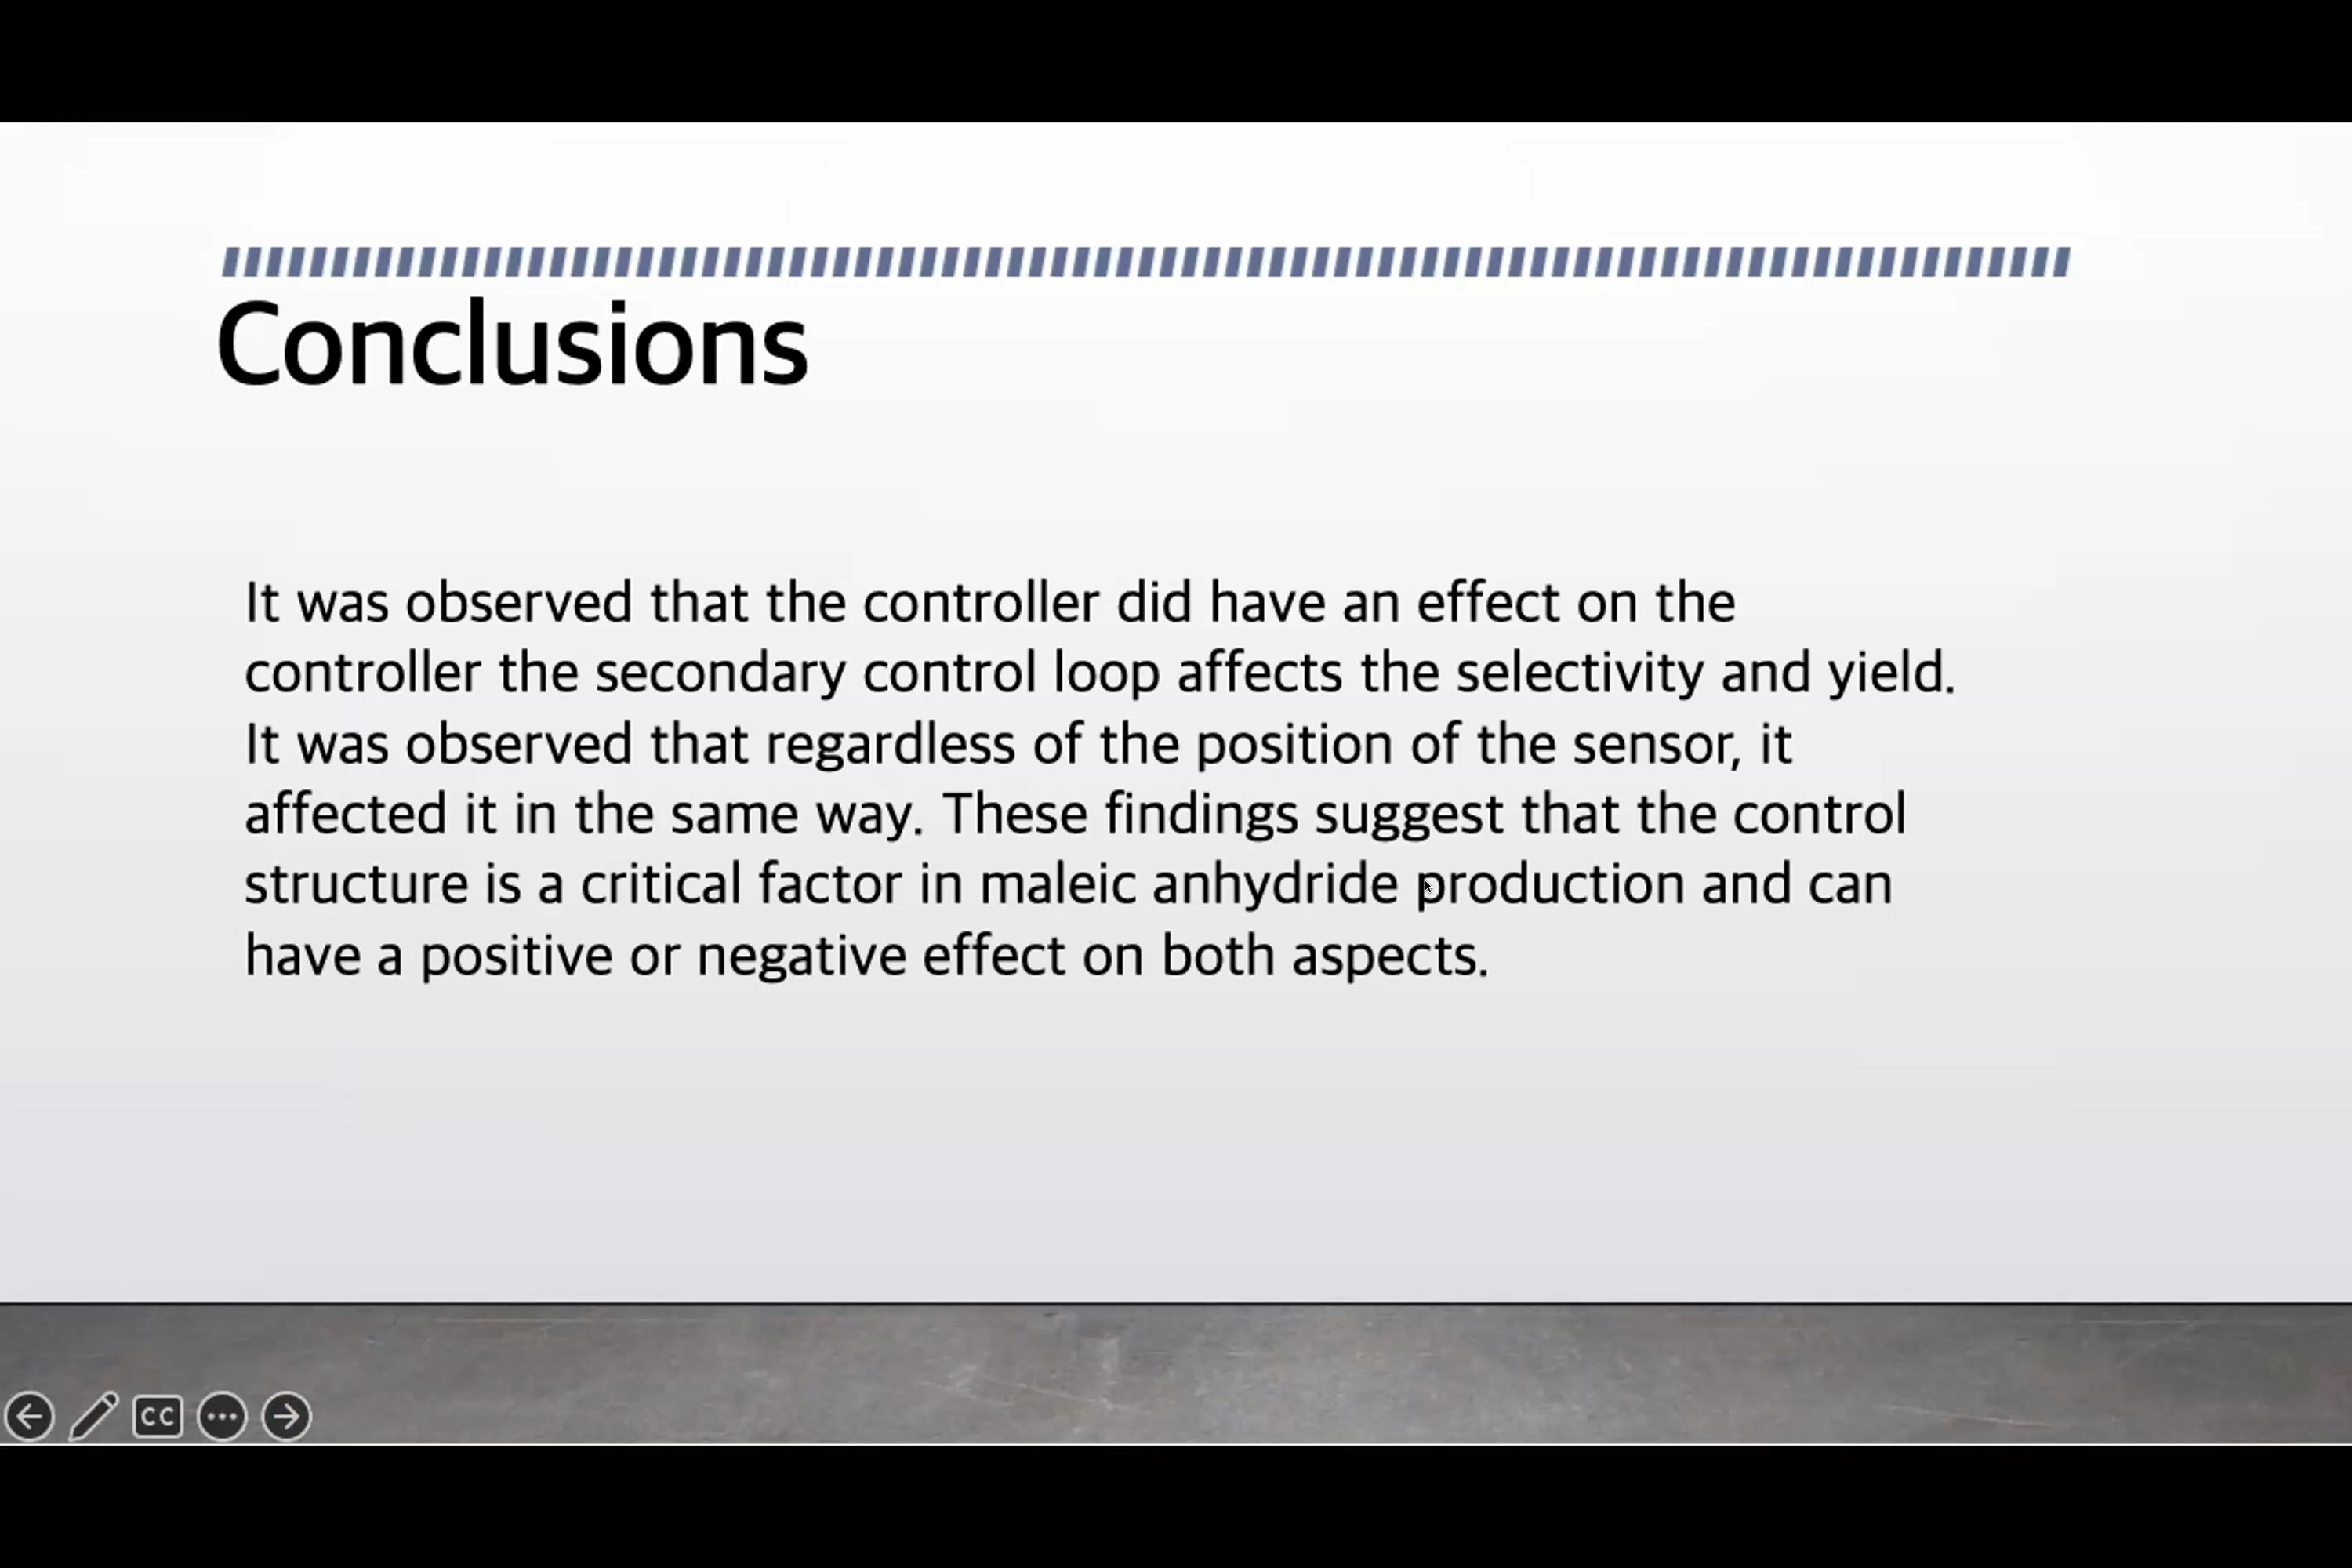 Conclusions
It was observed that the controller did have an effect on the
controller the secondary control loop affects the selectivity and yield.
It was observed that regardless of the position of the sensor, it
affected it in the same way. These findings suggest that the control
structure is a critical factor in maleic anhydride production and can
have a positive or negative effect on both aspects.
CC